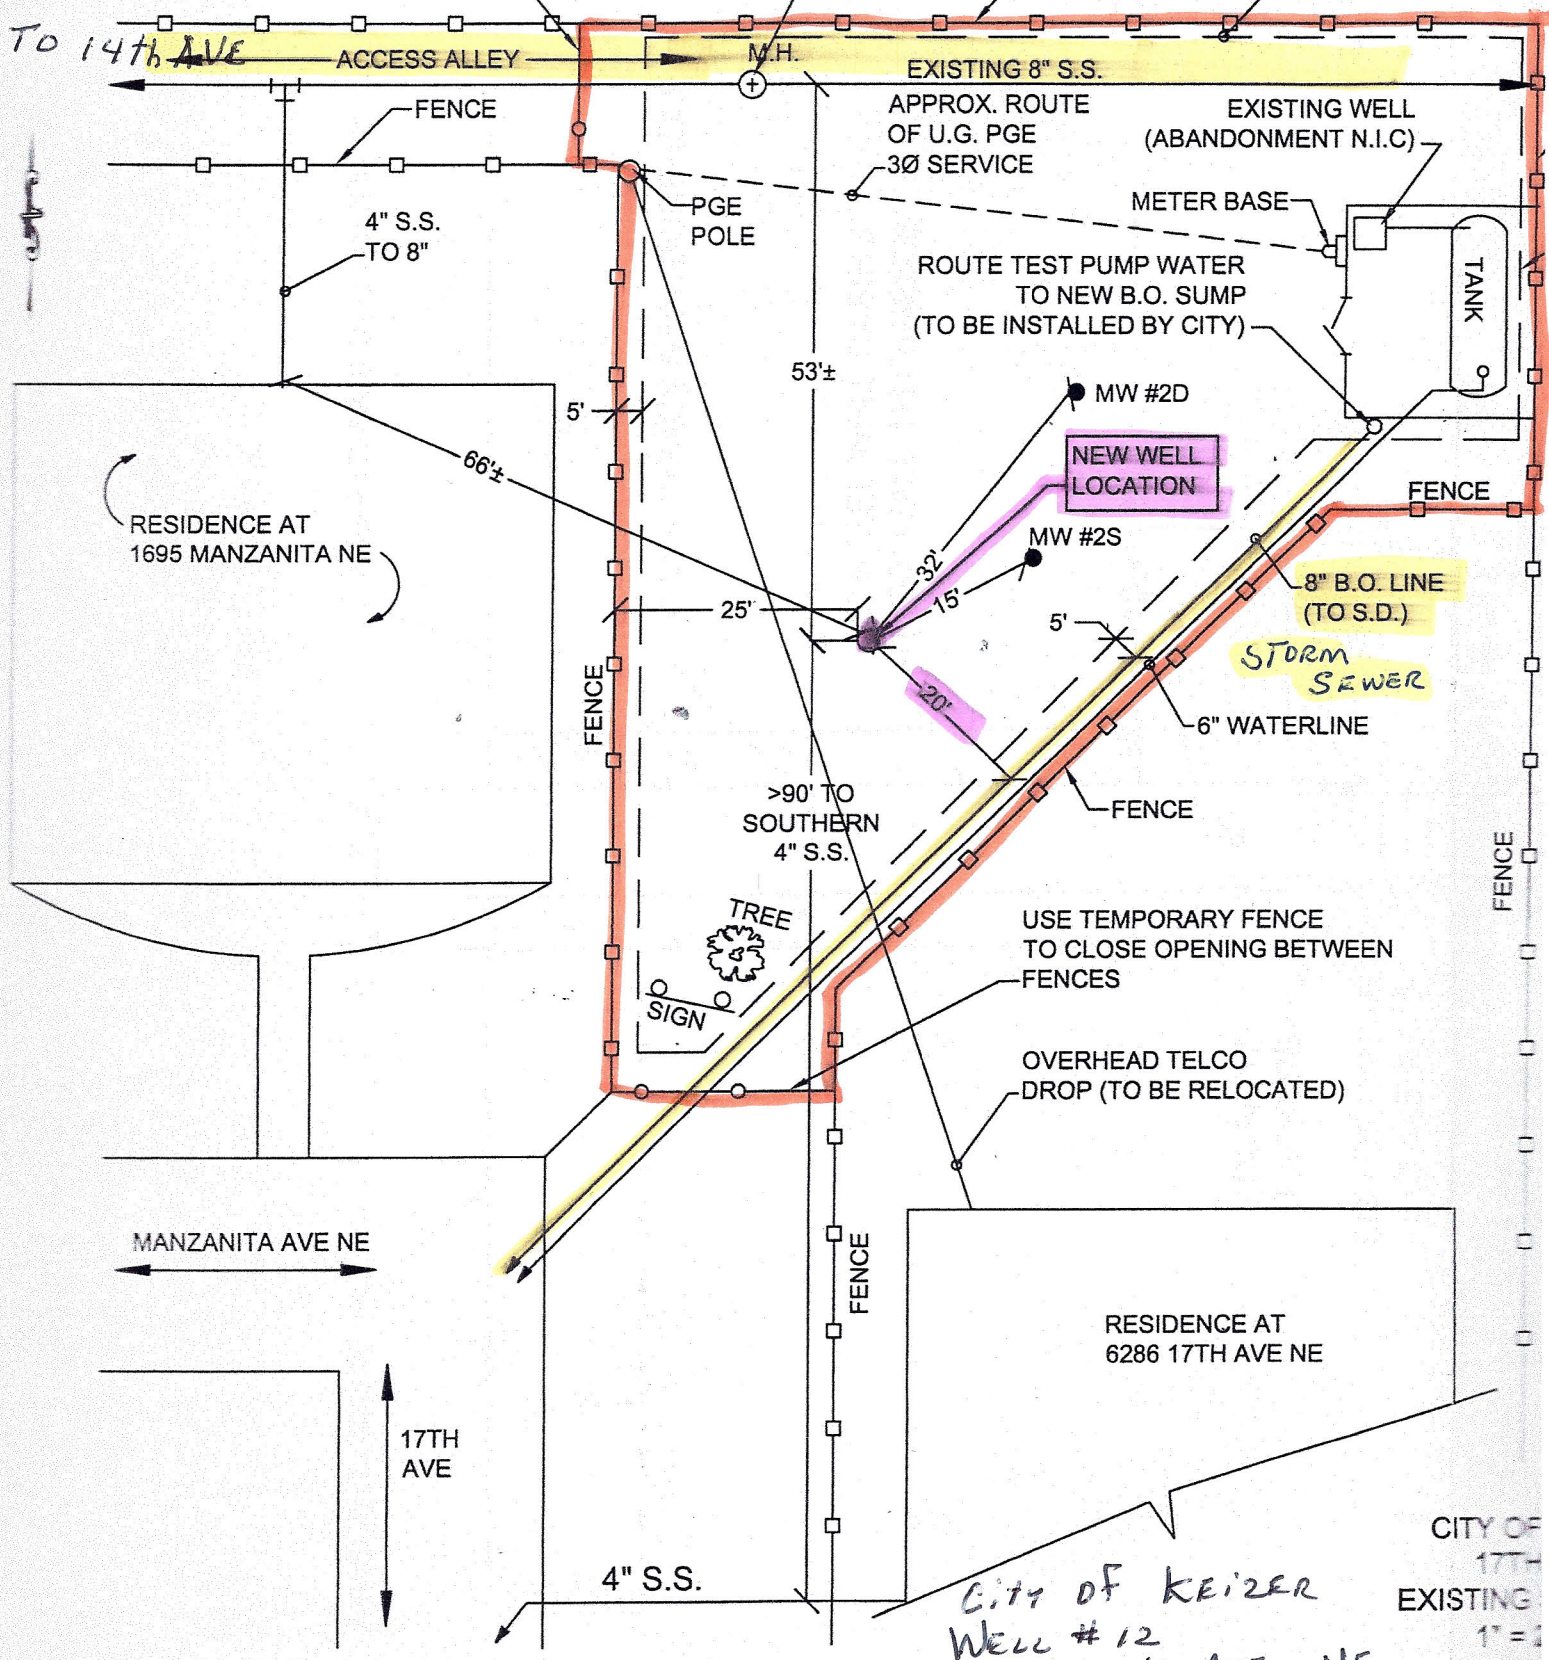 TO 14th AVE
ACCESS ALLEY
M.H.
EXISTING 8" S.S.
FENCE
APPROX. ROUTE
OF U.G. PGE
3Ø SERVICE
EXISTING WELL
(ABANDONMENT N.I.C)
METER BASE
4" S.S.
TO 8"
PGE
POLE
ROUTE TEST PUMP WATER
TO NEW B.O. SUMP
(TO BE INSTALLED BY CITY)
TANK
53'±
5'
MW #2D
66'±
NEW WELL
LOCATION
FENCE
RESIDENCE AT
1695 MANZANITA NE
MW #2S
32'
15'
25'
8" B.O. LINE
(TO S.D.)
5'
STORM
SEWER
FENCE
20'
6" WATERLINE
>90' TO
SOUTHERN
4" S.S.
FENCE
FENCE
TREE
SIGN
USE TEMPORARY FENCE
TO CLOSE OPENING BETWEEN
FENCES
OVERHEAD TELCO
DROP (TO BE RELOCATED)
MANZANITA AVE NE
FENCE
RESIDENCE AT
6286 17TH AVE NE
17TH
AVE
4" S.S.
CITY OF
17TH
EXISTING
1" =
CiTY OF KEiZER
WELL # 12